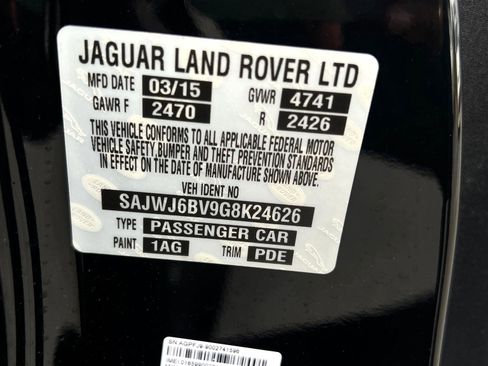 JAGUAR LAND ROVER LTD
MFD DATE 03/15 GVWR 4741
GAWR F 2470 R 2426
THIS VEHICLE CONFORMS TO ALL APPLICABLE FEDERAL MOTOR
VEHICLE SAFETY,BUMPER AND THEFT PREVENTION STANDARDS
IN EFFECT ON THE DATE OF MANUFACTURE SHOWN ABOVE.
VEH IDENT NO
SAJWJ6BV9G8K24626
TYPE PASSENGER CAR
PAINT 1AG TRIM PDE